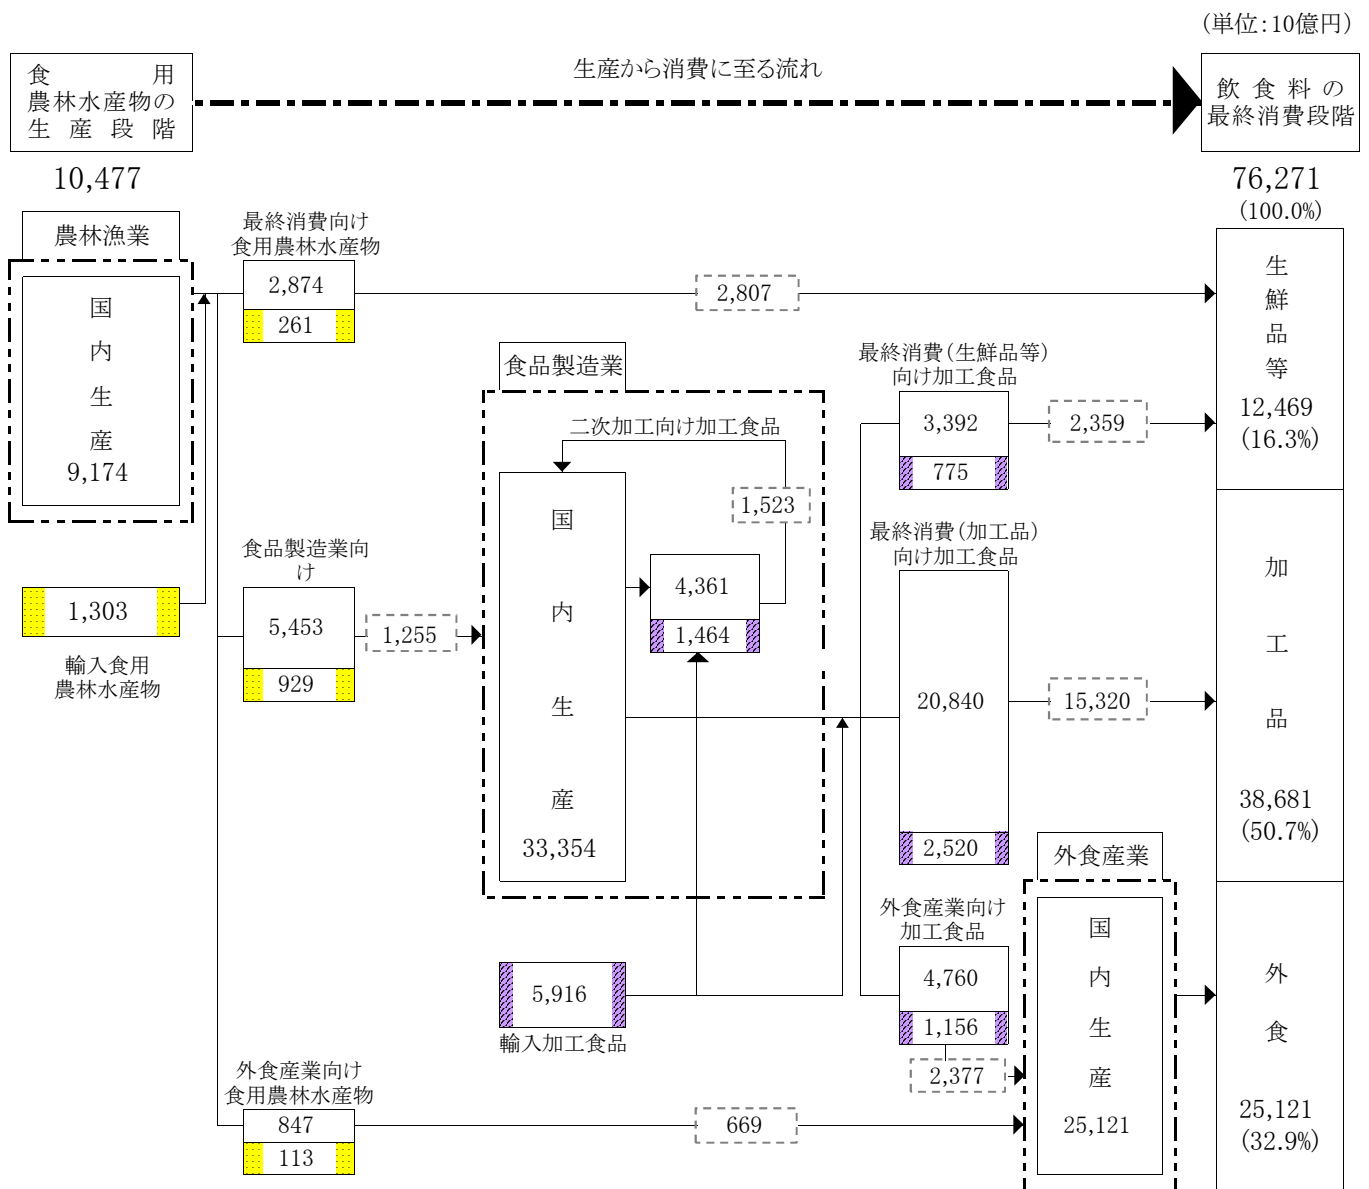 (単位：10億円)
食用
農林水産物の
生産段階
生産から消費に至る流れ
飲食料の
最終消費段階
10,477
76,271
(100.0%)
農林漁業
国内生産
9,174
最終消費向け
食用農林水産物
2,874
261
2,807
生鮮品等
12,469
(16.3%)
食品製造業
二次加工向け加工食品
1,523
最終消費(生鮮品等)
向け加工食品
3,392
775
2,359
1,303
輸入食用
農林水産物
食品製造業向
け
5,453
929
1,255
国内生産
33,354
4,361
1,464
最終消費(加工品)
向け加工食品
20,840
2,520
15,320
加工品
38,681
(50.7%)
5,916
輸入加工食品
外食産業向け
加工食品
4,760
1,156
2,377
外食産業
国内生産
25,121
外食
25,121
(32.9%)
外食産業向け
食用農林水産物
847
113
669